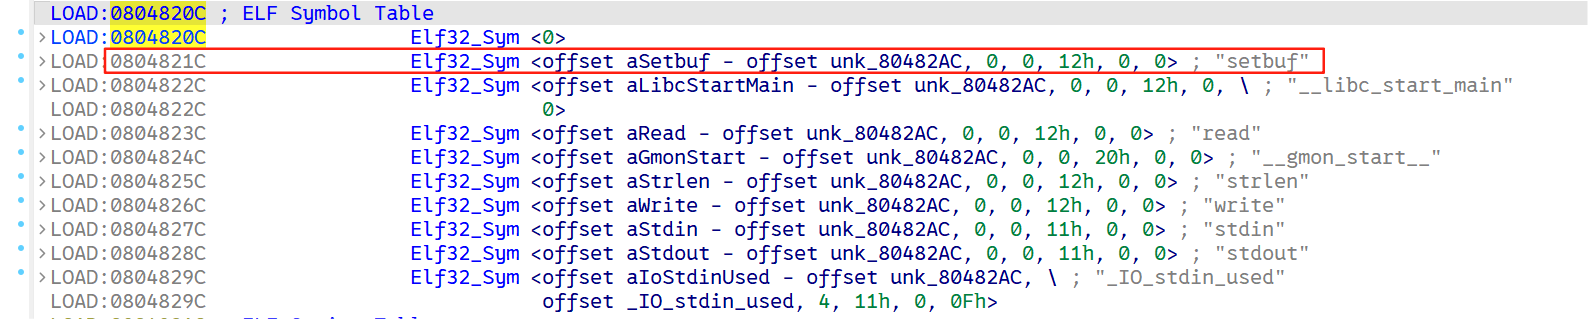 LOAD:0804820C ; ELF Symbol Table
LOAD:0804820C Elf32_Sym <0>
LOAD:0804821C Elf32_Sym <offset aSetbuf - offset unk_80482AC, 0, 0, 12h, 0, 0> ; "setbuf"
LOAD:0804822C Elf32_Sym <offset aLibcStartMain - offset unk_80482AC, 0, 0, 12h, 0, \ ; "__libc_start_main"
LOAD:0804822C 0>
LOAD:0804823C Elf32_Sym <offset aRead - offset unk_80482AC, 0, 0, 12h, 0, 0> ; "read"
LOAD:0804824C Elf32_Sym <offset aGmonStart - offset unk_80482AC, 0, 0, 20h, 0, 0> ; "__gmon_start__"
LOAD:0804825C Elf32_Sym <offset aStrlen - offset unk_80482AC, 0, 0, 12h, 0, 0> ; "strlen"
LOAD:0804826C Elf32_Sym <offset aWrite - offset unk_80482AC, 0, 0, 12h, 0, 0> ; "write"
LOAD:0804827C Elf32_Sym <offset aStdin - offset unk_80482AC, 0, 0, 11h, 0, 0> ; "stdin"
LOAD:0804828C Elf32_Sym <offset aStdout - offset unk_80482AC, 0, 0, 11h, 0, 0> ; "stdout"
LOAD:0804829C Elf32_Sym <offset aIoStdinUsed - offset unk_80482AC, \ ; "_IO_stdin_used"
LOAD:0804829C offset _IO_stdin_used, 4, 11h, 0, 0Fh>